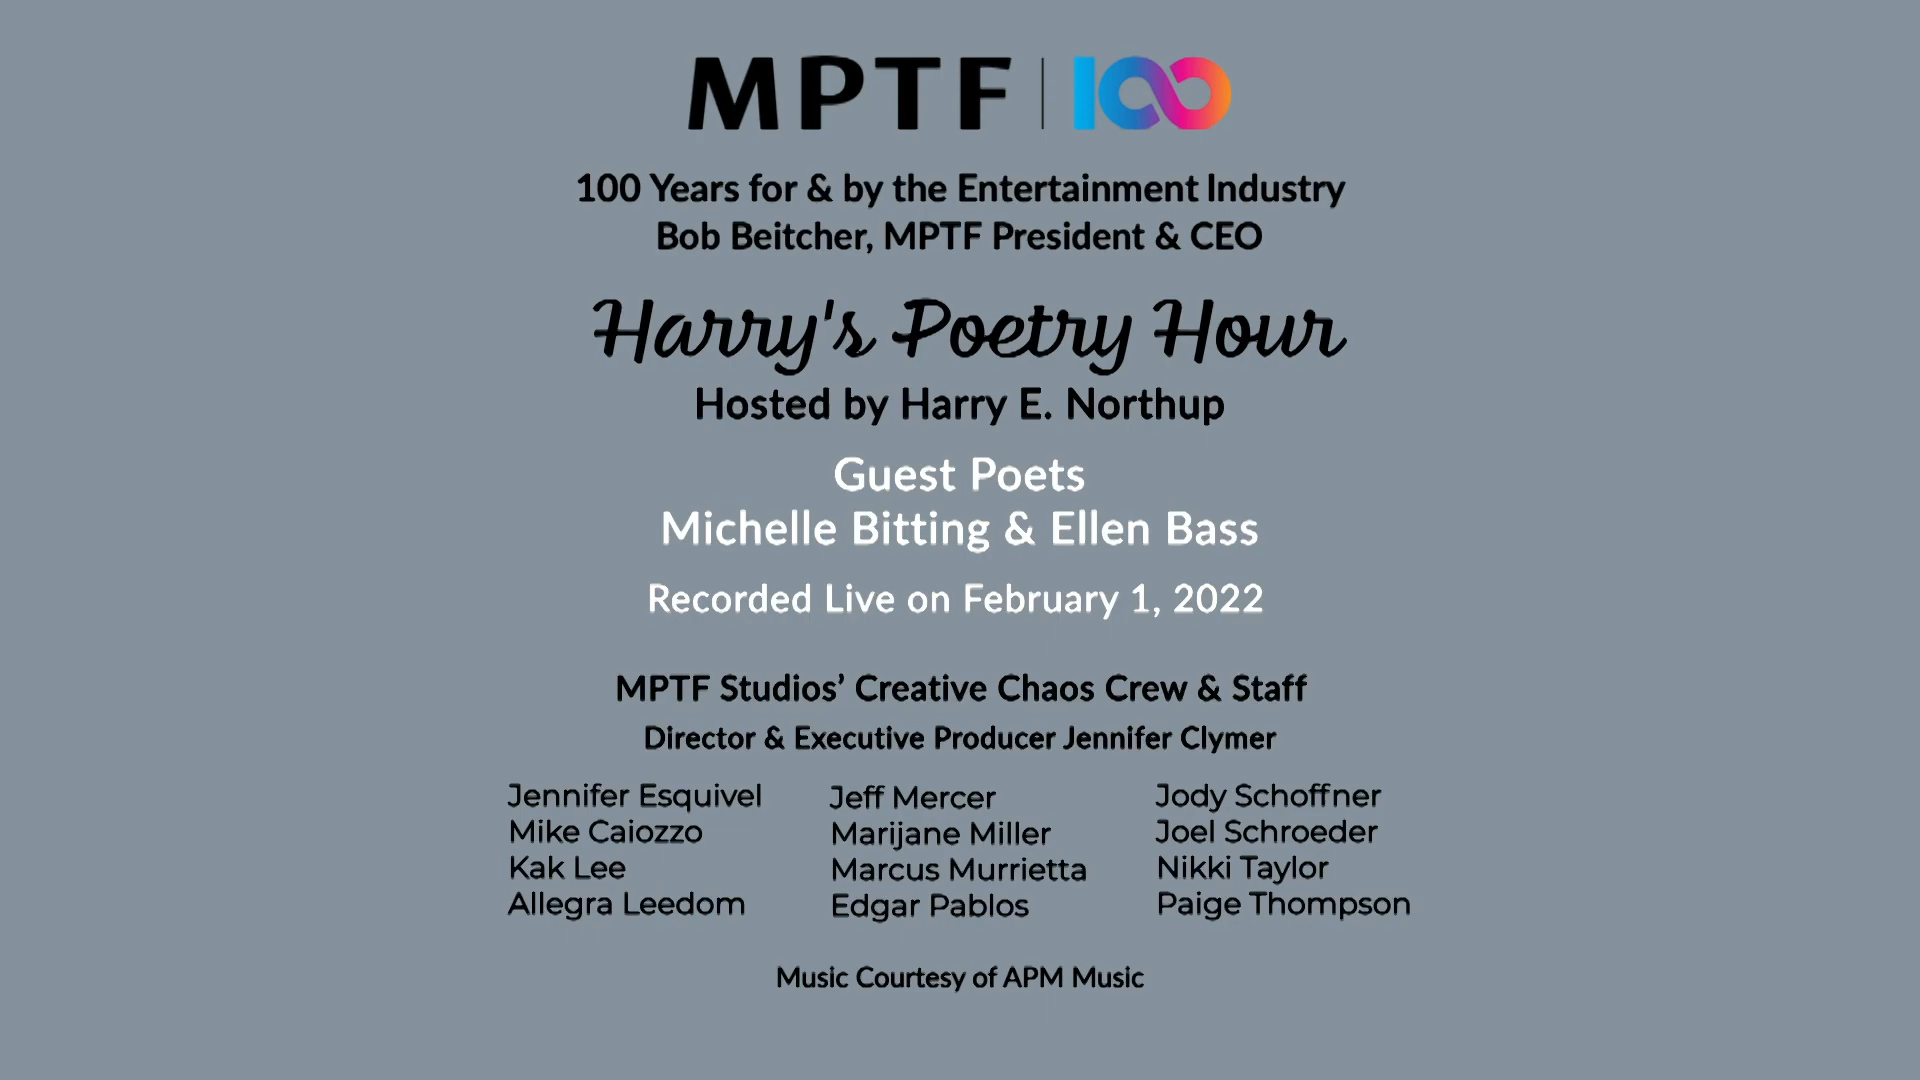 MPTF | 100
100 Years for & by the Entertainment Industry
Bob Beitcher, MPTF President & CEO
Harry's Poetry Hour
Hosted by Harry E. Northup
Guest Poets
Michelle Bitting & Ellen Bass
Recorded Live on February 1, 2022
MPTF Studios’ Creative Chaos Crew & Staff
Director & Executive Producer Jennifer Clymer
Jennifer Esquivel
Mike Caiozzo
Kak Lee
Allegra Leedom
Jeff Mercer
Marijane Miller
Marcus Murrietta
Edgar Pablos
Jody Schoffner
Joel Schroeder
Nikki Taylor
Paige Thompson
Music Courtesy of APM Music